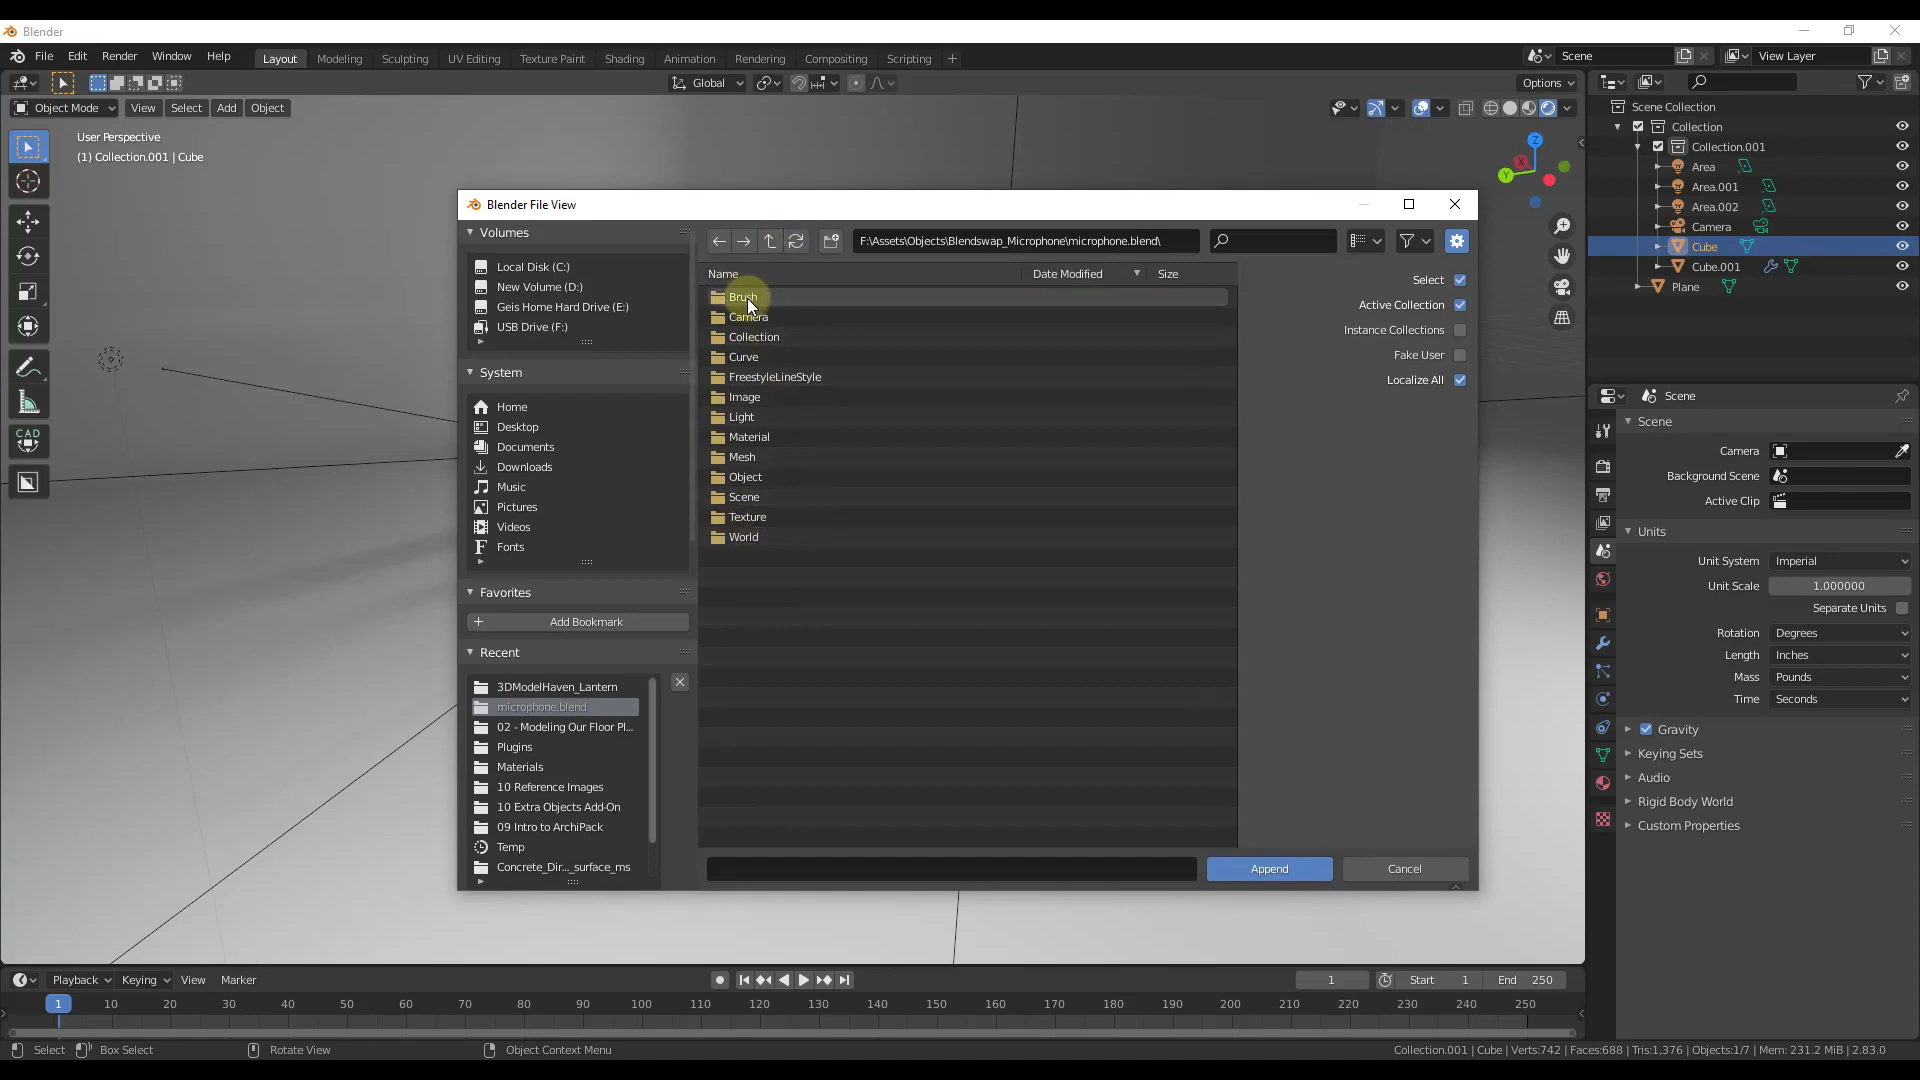 Blender
File Edit Render Window Help Layout Modeling Sculpting UV Editing Texture Paint Shading Animation Rendering Compositing Scripting + Scene View Layer
Global Options
Object Mode View Select Add Object
User Perspective
(1) Collection.001 | Cube
Z
X
Y
CAD
Blender File View
Volumes
Local Disk (C:)
New Volume (D:)
Geis Home Hard Drive (E:)
USB Drive (F:)
System
Home
Desktop
Documents
Downloads
Music
Pictures
Videos
Fonts
Favorites
+ Add Bookmark
Recent
3DModelHaven_Lantern
microphone.blend
02 - Modeling Our Floor Pl...
Plugins
Materials
10 Reference Images
10 Extra Objects Add-On
09 Intro to ArchiPack
Temp
Concrete_Dir..._surface_ms
F:\Assets\Objects\Blendswap_Microphone\microphone.blend\
Name Date Modified Size
Brush
Camera
Collection
Curve
FreestyleLineStyle
Image
Light
Material
Mesh
Object
Scene
Texture
World
Select
Active Collection
Instance Collections
Fake User
Localize All
Append Cancel
Scene Collection
Collection
Collection.001
Area
Area.001
Area.002
Camera
Cube
Cube.001
Plane
Scene
Scene
Camera
Background Scene
Active Clip
Units
Unit System Imperial
Unit Scale 1.000000
Separate Units
Rotation Degrees
Length Inches
Mass Pounds
Time Seconds
Gravity
Keying Sets
Audio
Rigid Body World
Custom Properties
Playback Keying View Marker 1 Start 1 End 250
1 10 20 30 40 50 60 70 80 90 100 110 120 130 140 150 160 170 180 190 200 210 220 230 240 250
Select Box Select Rotate View Object Context Menu Collection.001 | Cube | Verts:742 | Faces:688 | Tris:1,376 | Objects:1/7 | Mem: 231.2 MiB | 2.83.0